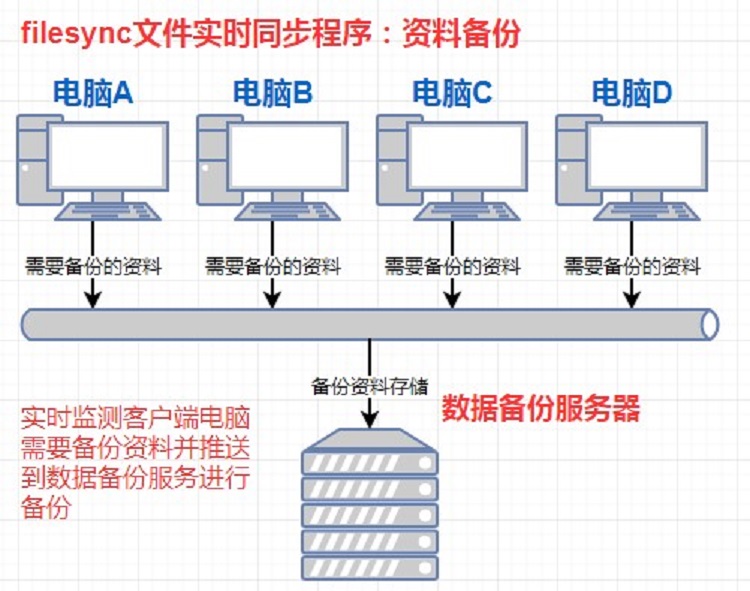 filesync文件实时同步程序：资料备份
电脑A
电脑B
电脑C
电脑D
需要备份的资料
需要备份的资料
需要备份的资料
需要备份的资料
备份资料存储
数据备份服务器
实时监测客户端电脑
需要备份资料并推送
到数据备份服务进行
备份